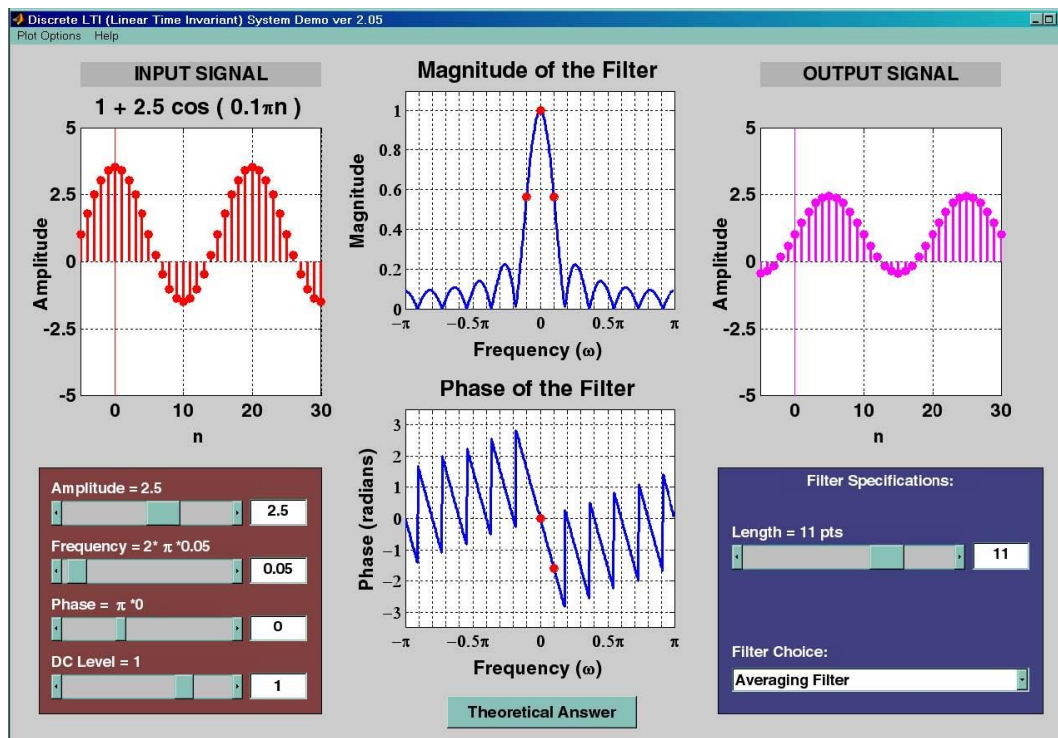 Discrete LTI (Linear Time Invariant) System Demo ver 2.05
Plot Options Help
INPUT SIGNAL
1 + 2.5 cos ( 0.1πn )
5
2.5
0
-2.5
-5
Amplitude
0 10 20 30
n
Magnitude of the Filter
1
0.8
0.6
0.4
0.2
0
Magnitude
−π -0.5π 0 0.5π π
Frequency (ω)
OUTPUT SIGNAL
5
2.5
0
-2.5
-5
Amplitude
0 10 20 30
n
Phase of the Filter
3
2
1
0
−1
−2
−3
Phase (radians)
−π -0.5π 0 0.5π π
Frequency (ω)
Theoretical Answer
Amplitude = 2.5
2.5
Frequency = 2* π *0.05
0.05
Phase = π *0
0
DC Level = 1
1
Filter Specifications:
Length = 11 pts
11
Filter Choice:
Averaging Filter